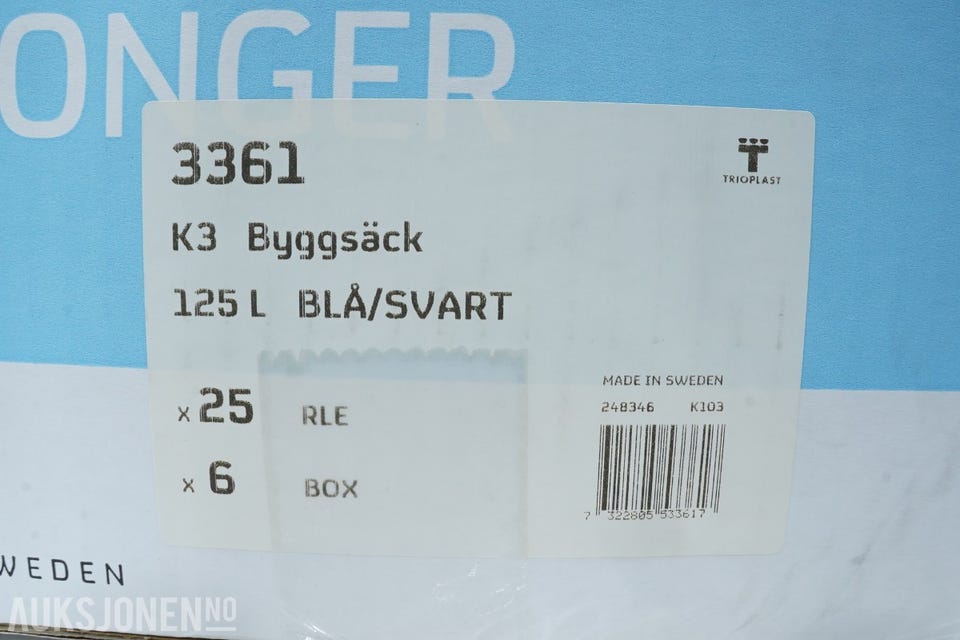 ONGER
3361
TRIOPLAST
K3 Byggsäck
125 L BLÅ/SVART
x 25 RLE
x 6 BOX
MADE IN SWEDEN
248346 K103
7 322805 533617
WEDEN
AUKSJONEN.NO